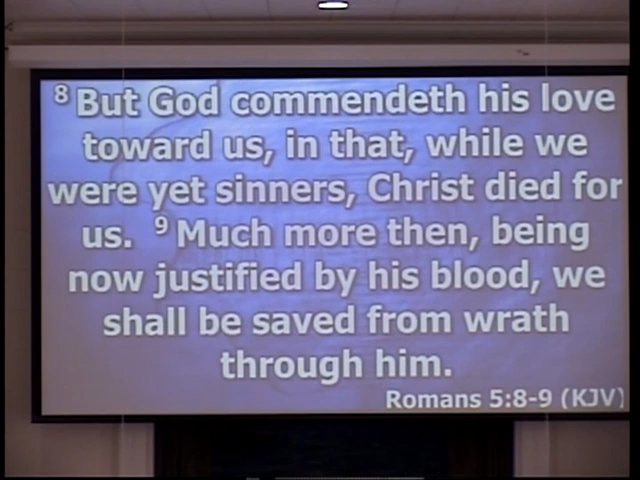 8 But God commendeth his love
toward us, in that, while we
were yet sinners, Christ died for
us. 9 Much more then, being
now justified by his blood, we
shall be saved from wrath
through him.
Romans 5:8-9 (KJV)